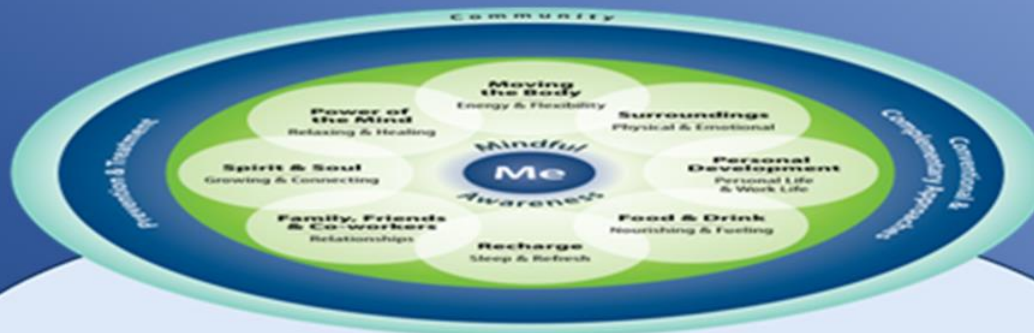 Community
Prevention & Treatment
Conventional &
Complementary Approaches
Moving
the Body
Energy & Flexibility
Surroundings
Physical & Emotional
Personal
Development
Personal Life
& Work Life
Food & Drink
Nourishing & Fueling
Recharge
Sleep & Refresh
Family, Friends
& Co-workers
Relationships
Spirit & Soul
Growing & Connecting
Power of
the Mind
Relaxing & Healing
Mindful
Me
Awareness